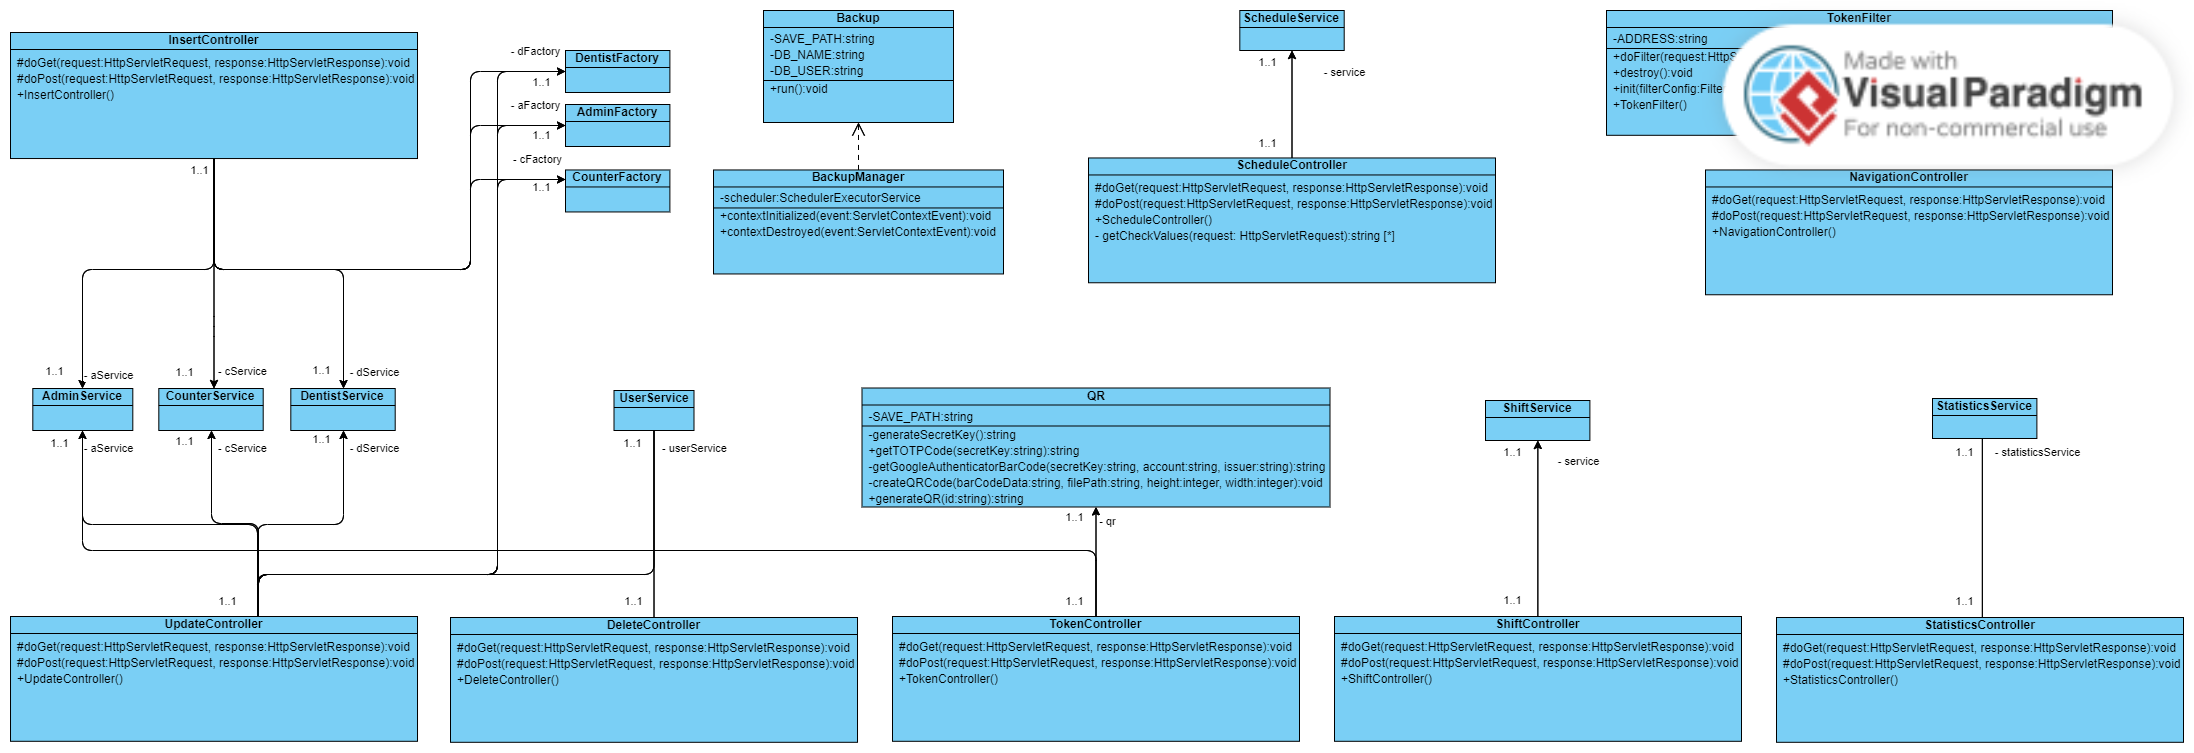 InsertController
#doGet(request:HttpServletRequest, response:HttpServletResponse):void
#doPost(request:HttpServletRequest, response:HttpServletResponse):void
+InsertController()
1..1
- dFactory
1..1
DentistFactory
- aFactory
1..1
AdminFactory
- cFactory
1..1
CounterFactory
Backup
-SAVE_PATH:string
-DB_NAME:string
-DB_USER:string
+run():void
BackupManager
-scheduler:SchedulerExecutorService
+contextInitialized(event:ServletContextEvent):void
+contextDestroyed(event:ServletContextEvent):void
ScheduleService
1..1
- service
1..1
ScheduleController
#doGet(request:HttpServletRequest, response:HttpServletResponse):void
#doPost(request:HttpServletRequest, response:HttpServletResponse):void
+ScheduleController()
- getCheckValues(request: HttpServletRequest):string [*]
TokenFilter
-ADDRESS:string
+doFilter(request:HttpS
+destroy():void
+init(filterConfig:Filte
+TokenFilter()
Made with
Visual Paradigm
For non-commercial use
NavigationController
#doGet(request:HttpServletRequest, response:HttpServletResponse):void
#doPost(request:HttpServletRequest, response:HttpServletResponse):void
+NavigationController()
1..1
- aService
1..1
- cService
1..1
- dService
AdminService
CounterService
DentistService
1..1
- aService
1..1
- cService
1..1
- dService
UserService
1..1
- userService
QR
-SAVE_PATH:string
-generateSecretKey():string
+getTOTPCode(secretKey:string):string
-getGoogleAuthenticatorBarCode(secretKey:string, account:string, issuer:string):string
-createQRCode(barCodeData:string, filePath:string, height:integer, width:integer):void
+generateQR(id:string):string
1..1
- qr
ShiftService
1..1
- service
StatisticsService
1..1
- statisticsService
1..1
UpdateController
#doGet(request:HttpServletRequest, response:HttpServletResponse):void
#doPost(request:HttpServletRequest, response:HttpServletResponse):void
+UpdateController()
1..1
DeleteController
#doGet(request:HttpServletRequest, response:HttpServletResponse):void
#doPost(request:HttpServletRequest, response:HttpServletResponse):void
+DeleteController()
1..1
TokenController
#doGet(request:HttpServletRequest, response:HttpServletResponse):void
#doPost(request:HttpServletRequest, response:HttpServletResponse):void
+TokenController()
1..1
ShiftController
#doGet(request:HttpServletRequest, response:HttpServletResponse):void
#doPost(request:HttpServletRequest, response:HttpServletResponse):void
+ShiftController()
1..1
StatisticsController
#doGet(request:HttpServletRequest, response:HttpServletResponse):void
#doPost(request:HttpServletRequest, response:HttpServletResponse):void
+StatisticsController()